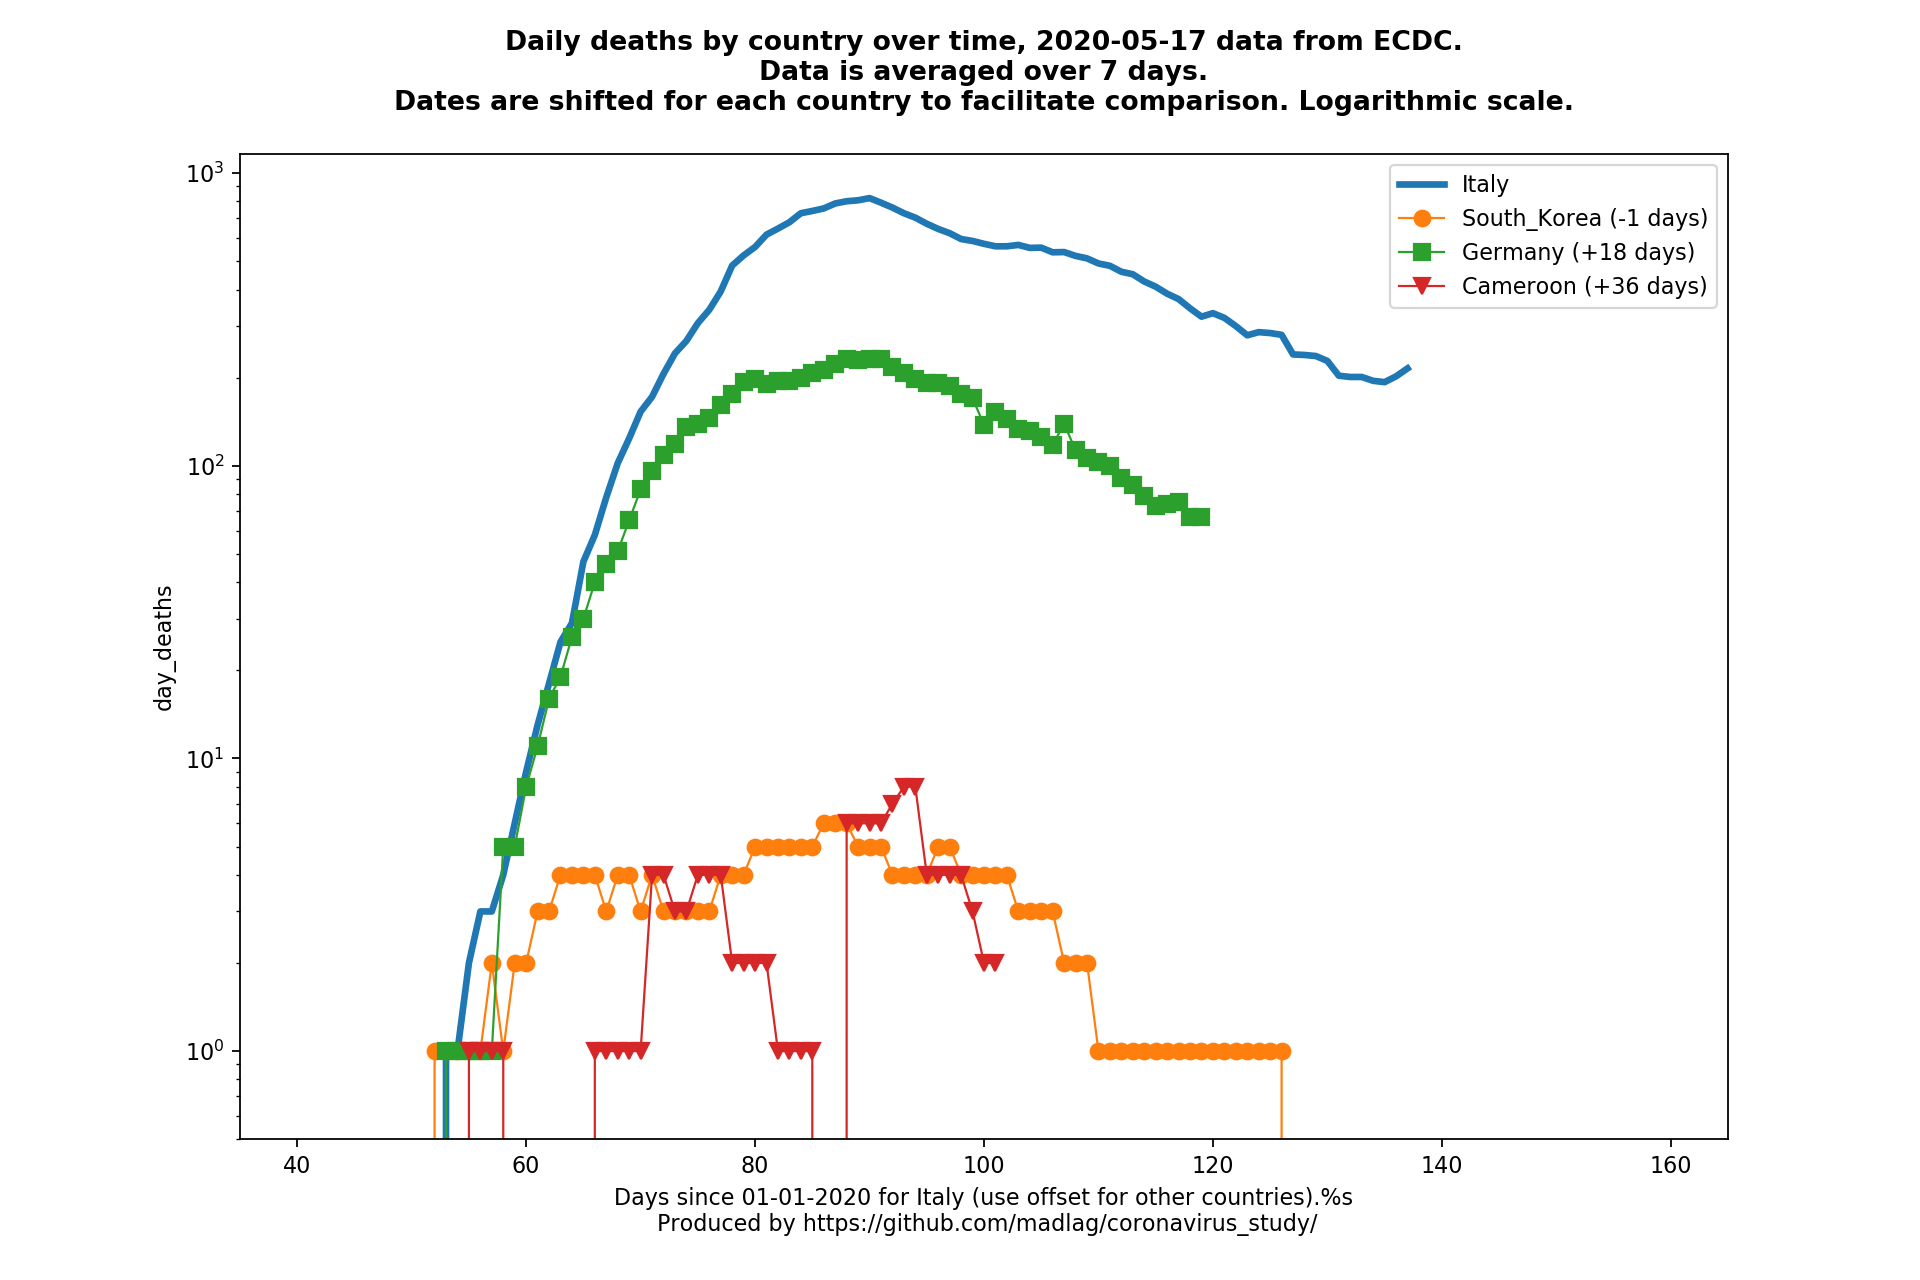 Daily deaths by country over time, 2020-05-17 data from ECDC.
Data is averaged over 7 days.
Dates are shifted for each country to facilitate comparison. Logarithmic scale.
10³
10²
10¹
10⁰
day_deaths
Italy
South_Korea (-1 days)
Germany (+18 days)
Cameroon (+36 days)
40 60 80 100 120 140 160
Days since 01-01-2020 for Italy (use offset for other countries).%s
Produced by https://github.com/madlag/coronavirus_study/